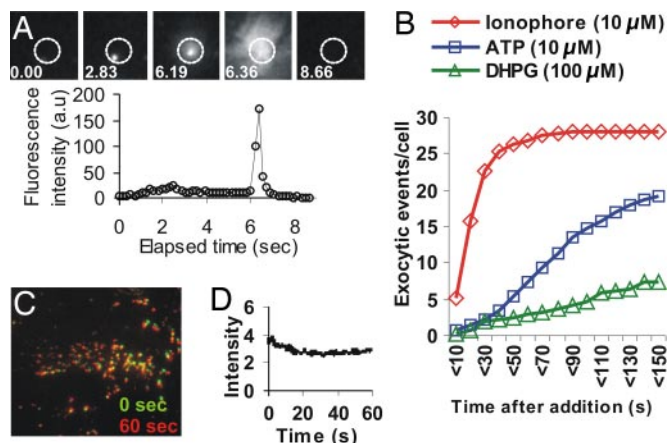 A
0.00 2.83 6.19 6.36 8.66
Fluorescence
intensity (a.u)
200
150
100
50
0
0 2 4 6 8
Elapsed time (sec)
B
Ionophore (10 µM)
ATP (10 µM)
DHPG (100 µM)
Exocytic events/cell
30
25
20
15
10
5
0
<10 <30 <50 <70 <90 <110 <130 <150
Time after addition (s)
C
0 sec
60 sec
D
Intensity
6
4
2
0
0 20 40 60
Time (s)